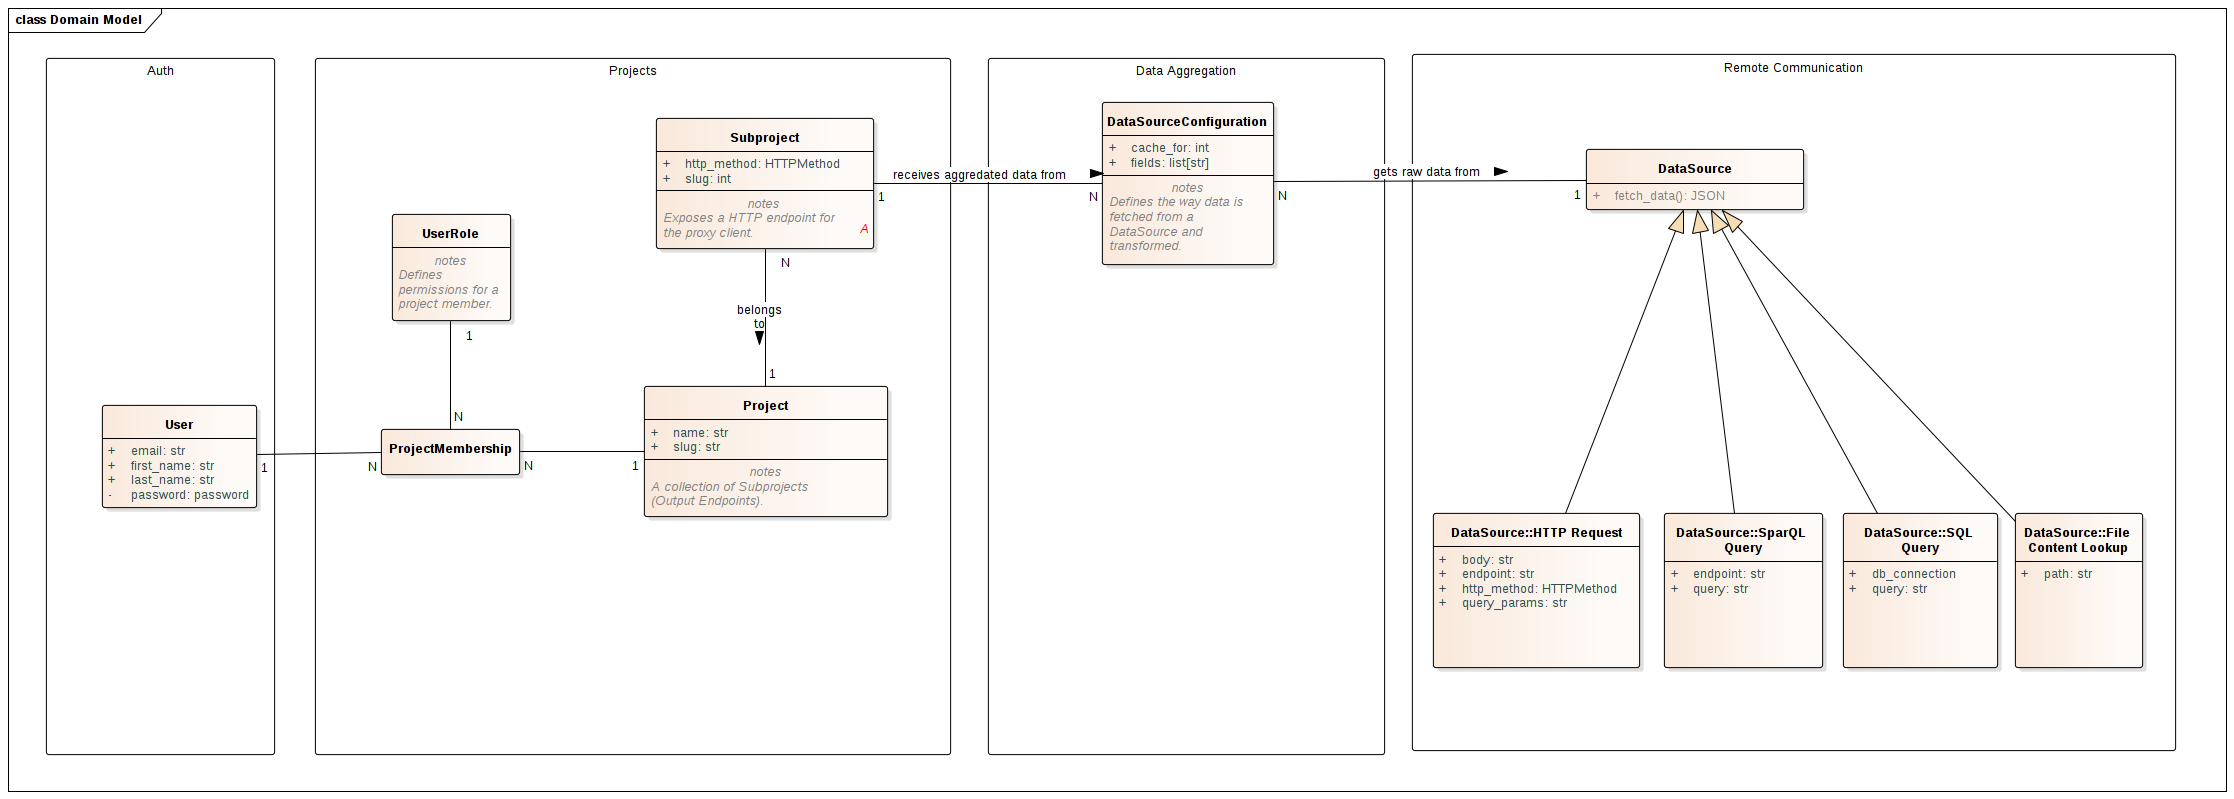 class Domain Model
Auth
User
+ email: str
+ first_name: str
+ last_name: str
- password: password
1
N
Projects
UserRole
notes
Defines
permissions for a
project member.
1
N
ProjectMembership
N
1
Subproject
+ http_method: HTTPMethod
+ slug: int
notes
Exposes a HTTP endpoint for
the proxy client.
A
N
belongs
to
1
Project
+ name: str
+ slug: str
notes
A collection of Subprojects
(Output Endpoints).
receives aggredated data from
1
N
Data Aggregation
DataSourceConfiguration
+ cache_for: int
+ fields: list[str]
notes
Defines the way data is
fetched from a
DataSource and
transformed.
gets raw data from
N
1
Remote Communication
DataSource
+ fetch_data(): JSON
DataSource::HTTP Request
+ body: str
+ endpoint: str
+ http_method: HTTPMethod
+ query_params: str
DataSource::SparQL
Query
+ endpoint: str
+ query: str
DataSource::SQL
Query
+ db_connection
+ query: str
DataSource::File
Content Lookup
+ path: str